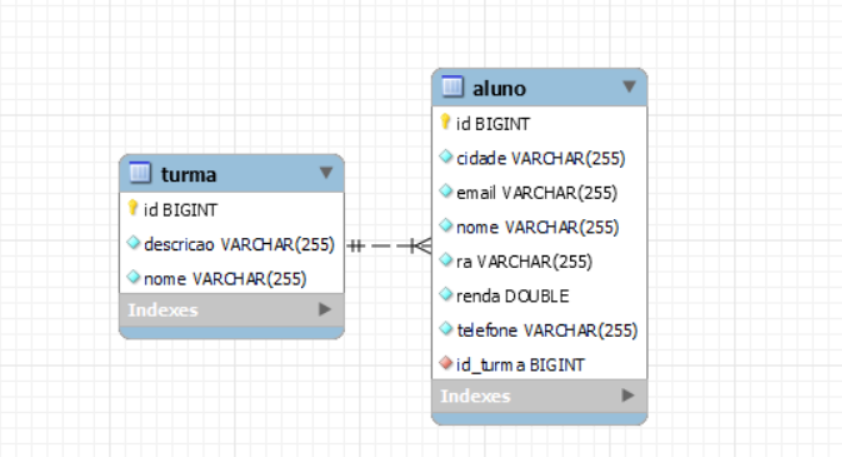 turma
id BIGINT
descricao VARCHAR(255)
nome VARCHAR(255)
Indexes
aluno
id BIGINT
cidade VARCHAR(255)
email VARCHAR(255)
nome VARCHAR(255)
ra VARCHAR(255)
renda DOUBLE
telefone VARCHAR(255)
id_turma BIGINT
Indexes